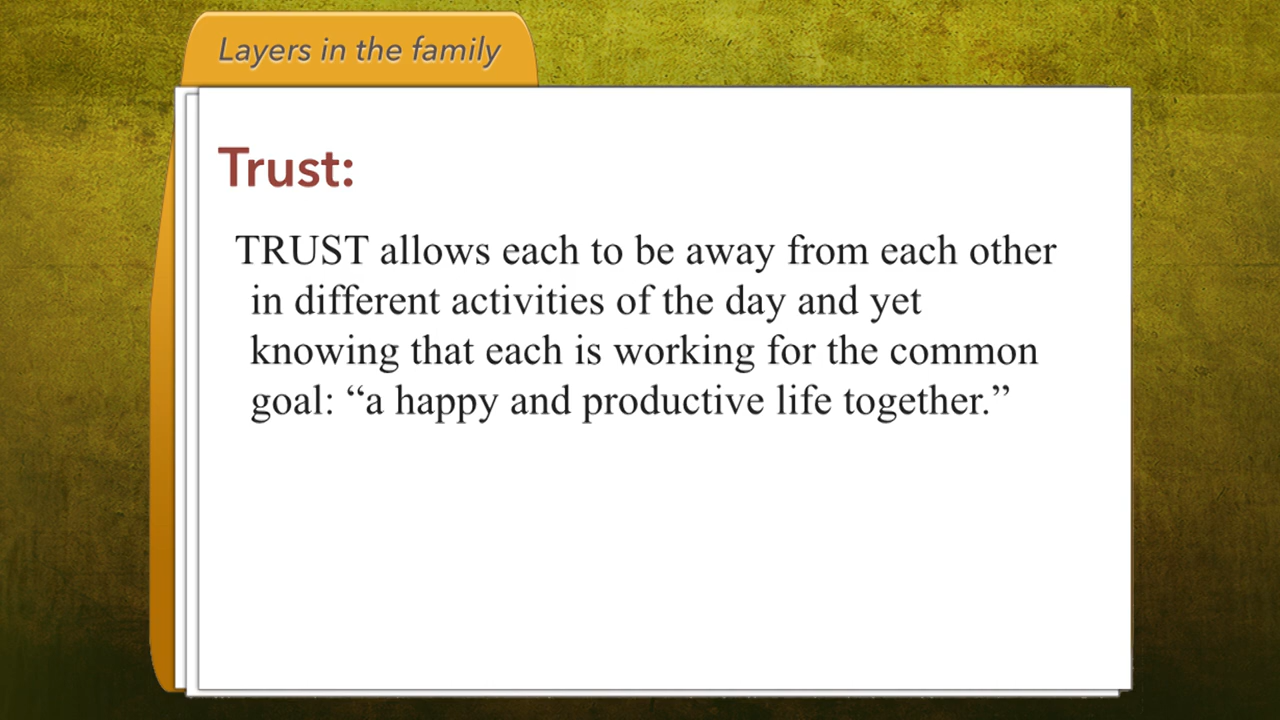 Layers in the family
Trust:
TRUST allows each to be away from each other
in different activities of the day and yet
knowing that each is working for the common
goal: “a happy and productive life together.”